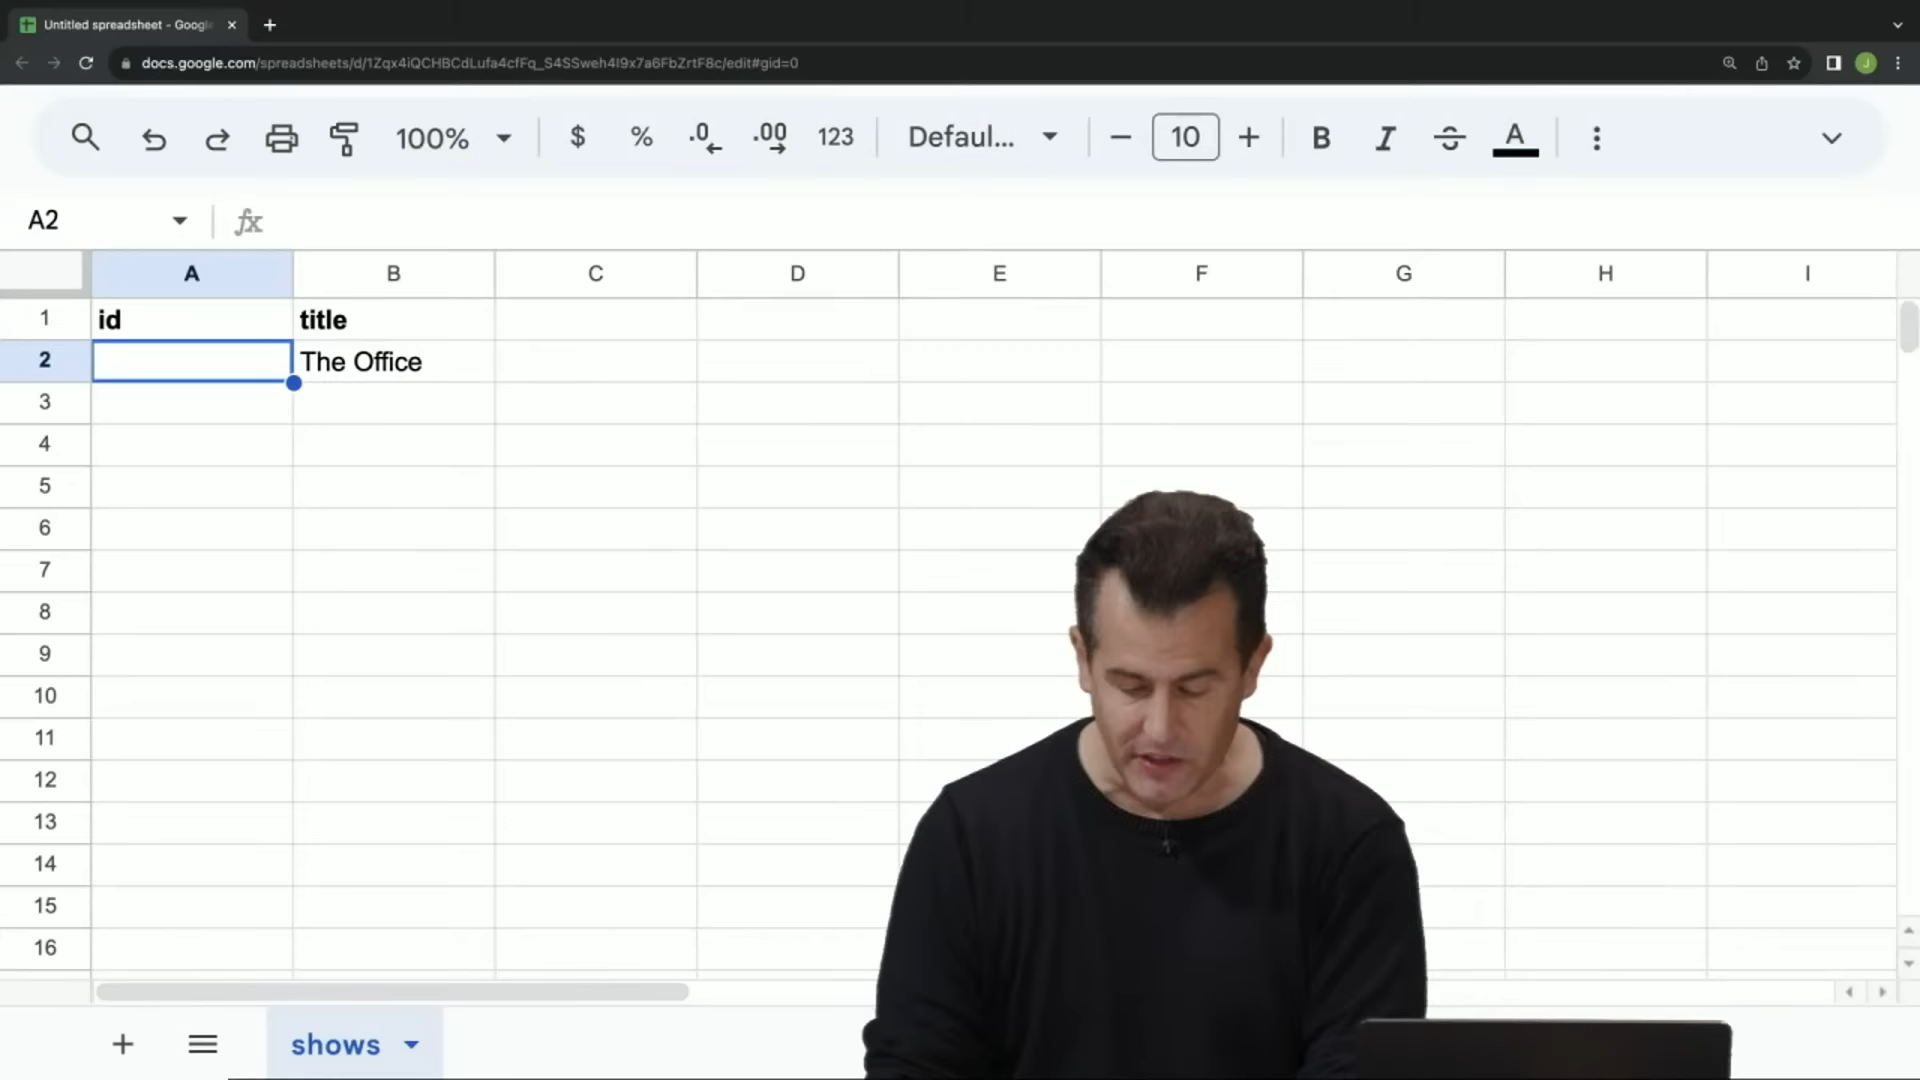 Untitled spreadsheet - Googl
docs.google.com/spreadsheets/d/1Zqx4iQCHBCdLufa4cfFq_S4SSweh4I9x7a6FbZrtF8c/edit#gid=0
J
100% $ % .0 .00 123 Defaul... 10 B I S A
A2 fx
A B C D E F G H I
1 id title
2 The Office
3
4
5
6
7
8
9
10
11
12
13
14
15
16
shows